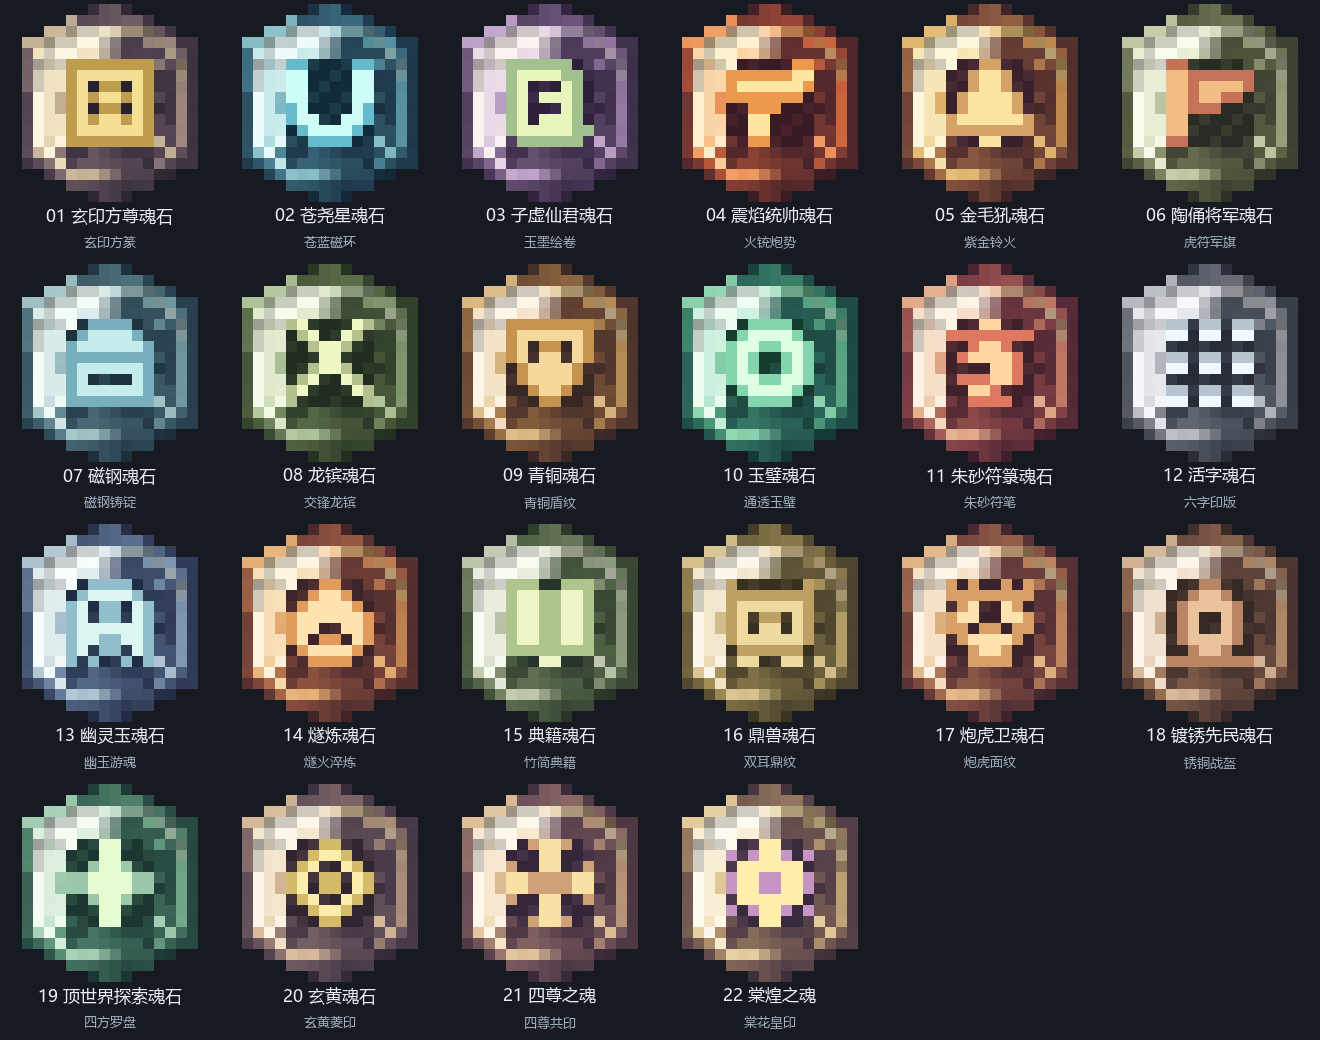 01 玄印方尊魂石
02 苍尧星魂石
03 子虚仙君魂石
04 震焰统帅魂石
05 金毛犼魂石
06 陶俑将军魂石
玄印方篆
苍蓝磁环
玉墨绘卷
火铳炮势
紫金铃火
虎符军旗
07 磁钢魂石
08 龙镔魂石
09 青铜魂石
10 玉璧魂石
11 朱砂符箓魂石
12 活字魂石
磁钢铸锭
交锋龙镔
青铜盾纹
通透玉璧
朱砂符笔
六字印版
13 幽灵玉魂石
14 燧炼魂石
15 典籍魂石
16 鼎兽魂石
17 炮虎卫魂石
18 镀锈先民魂石
幽玉游魂
燧火淬炼
竹简典籍
双耳鼎纹
炮虎面纹
锈铜战盔
19 顶世界探索魂石
20 玄黄魂石
21 四尊之魂
22 棠煌之魂
四方罗盘
玄黄菱印
四尊共印
棠花皇印